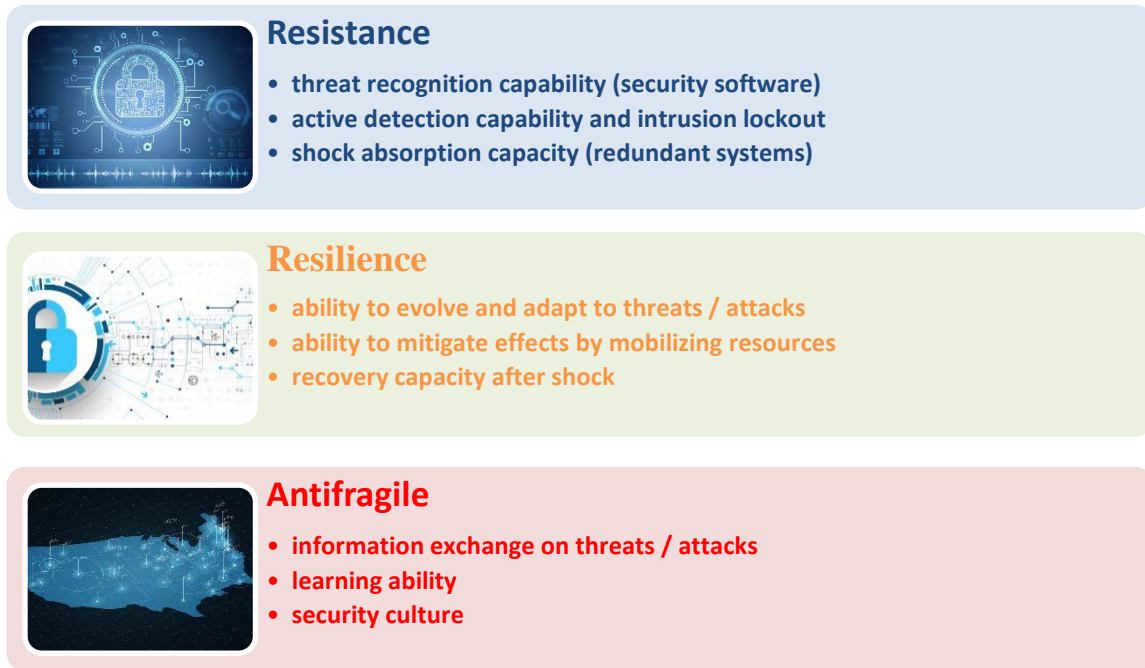 Resistance
• threat recognition capability (security software)
• active detection capability and intrusion lockout
• shock absorption capacity (redundant systems)
Resilience
• ability to evolve and adapt to threats / attacks
• ability to mitigate effects by mobilizing resources
• recovery capacity after shock
Antifragile
• information exchange on threats / attacks
• learning ability
• security culture